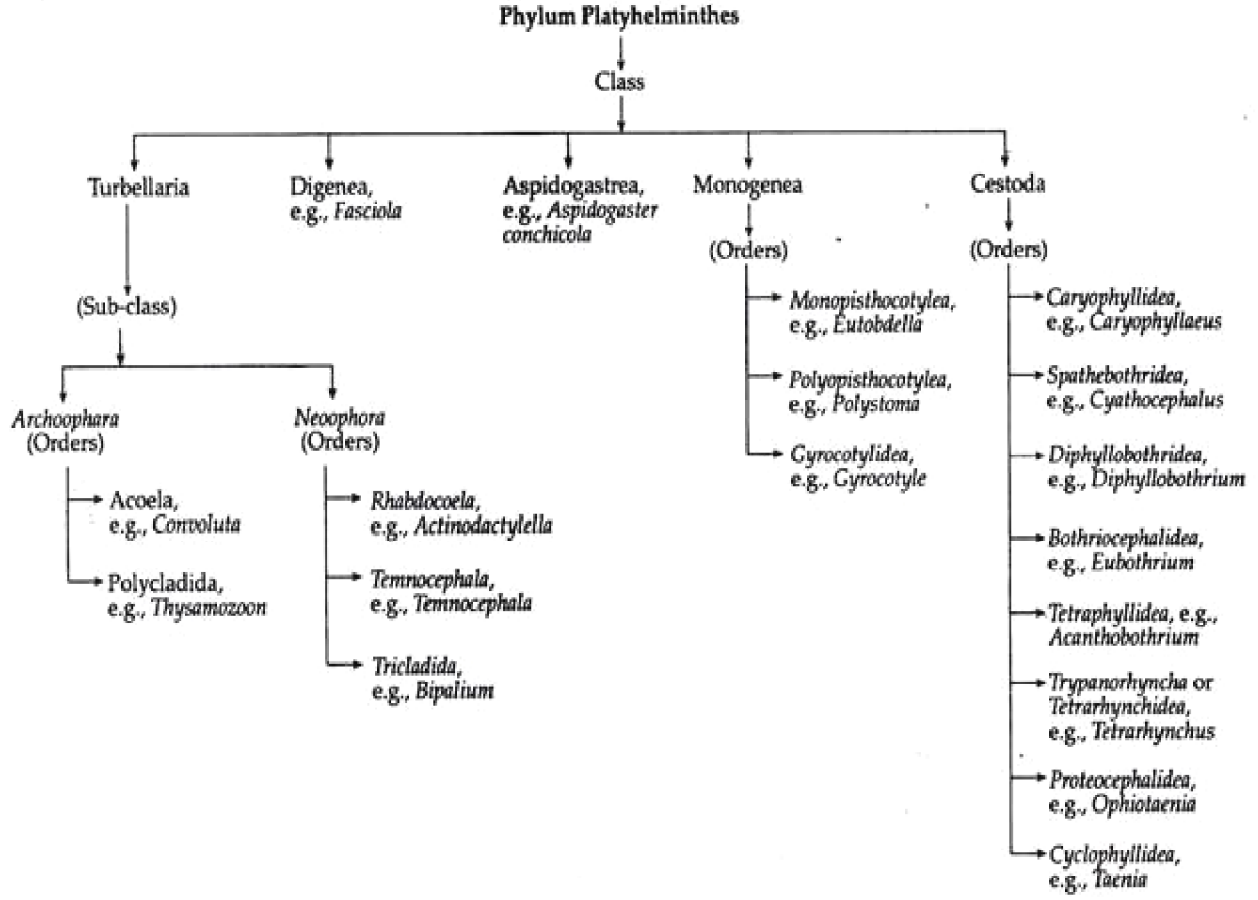 Phylum Platyhelminthes
Class
Turbellaria
Digenea,
e.g., Fasciola
Aspidogastrea,
e.g., Aspidogaster
conchicola
Monogenea
Cestoda
(Sub-class)
Archoophara
(Orders)
Acoela,
e.g., Convoluta
Polycladida,
e.g., Thysamozoon
Neoophora
(Orders)
Rhabdocoela,
e.g., Actinodactylella
Temnocephala,
e.g., Temnocephala
Tricladida,
e.g., Bipalium
(Orders)
Monopisthocotylea,
e.g., Eutobdella
Polyopisthocotylea,
e.g., Polystoma
Gyrocotylidea,
e.g., Gyrocotyle
(Orders)
Caryophyllidea,
e.g., Caryophyllaeus
Spathebothridea,
e.g., Cyathocephalus
Diphyllobothridea,
e.g., Diphyllobothrium
Bothriocephalidea,
e.g., Eubothrium
Tetraphyllidea, e.g.,
Acanthobothrium
Trypanorhyncha or
Tetrarhynchidea,
e.g., Tetrarhynchus
Proteocephalidea,
e.g., Ophiotaenia
Cyclophyllidea,
e.g., Taenia